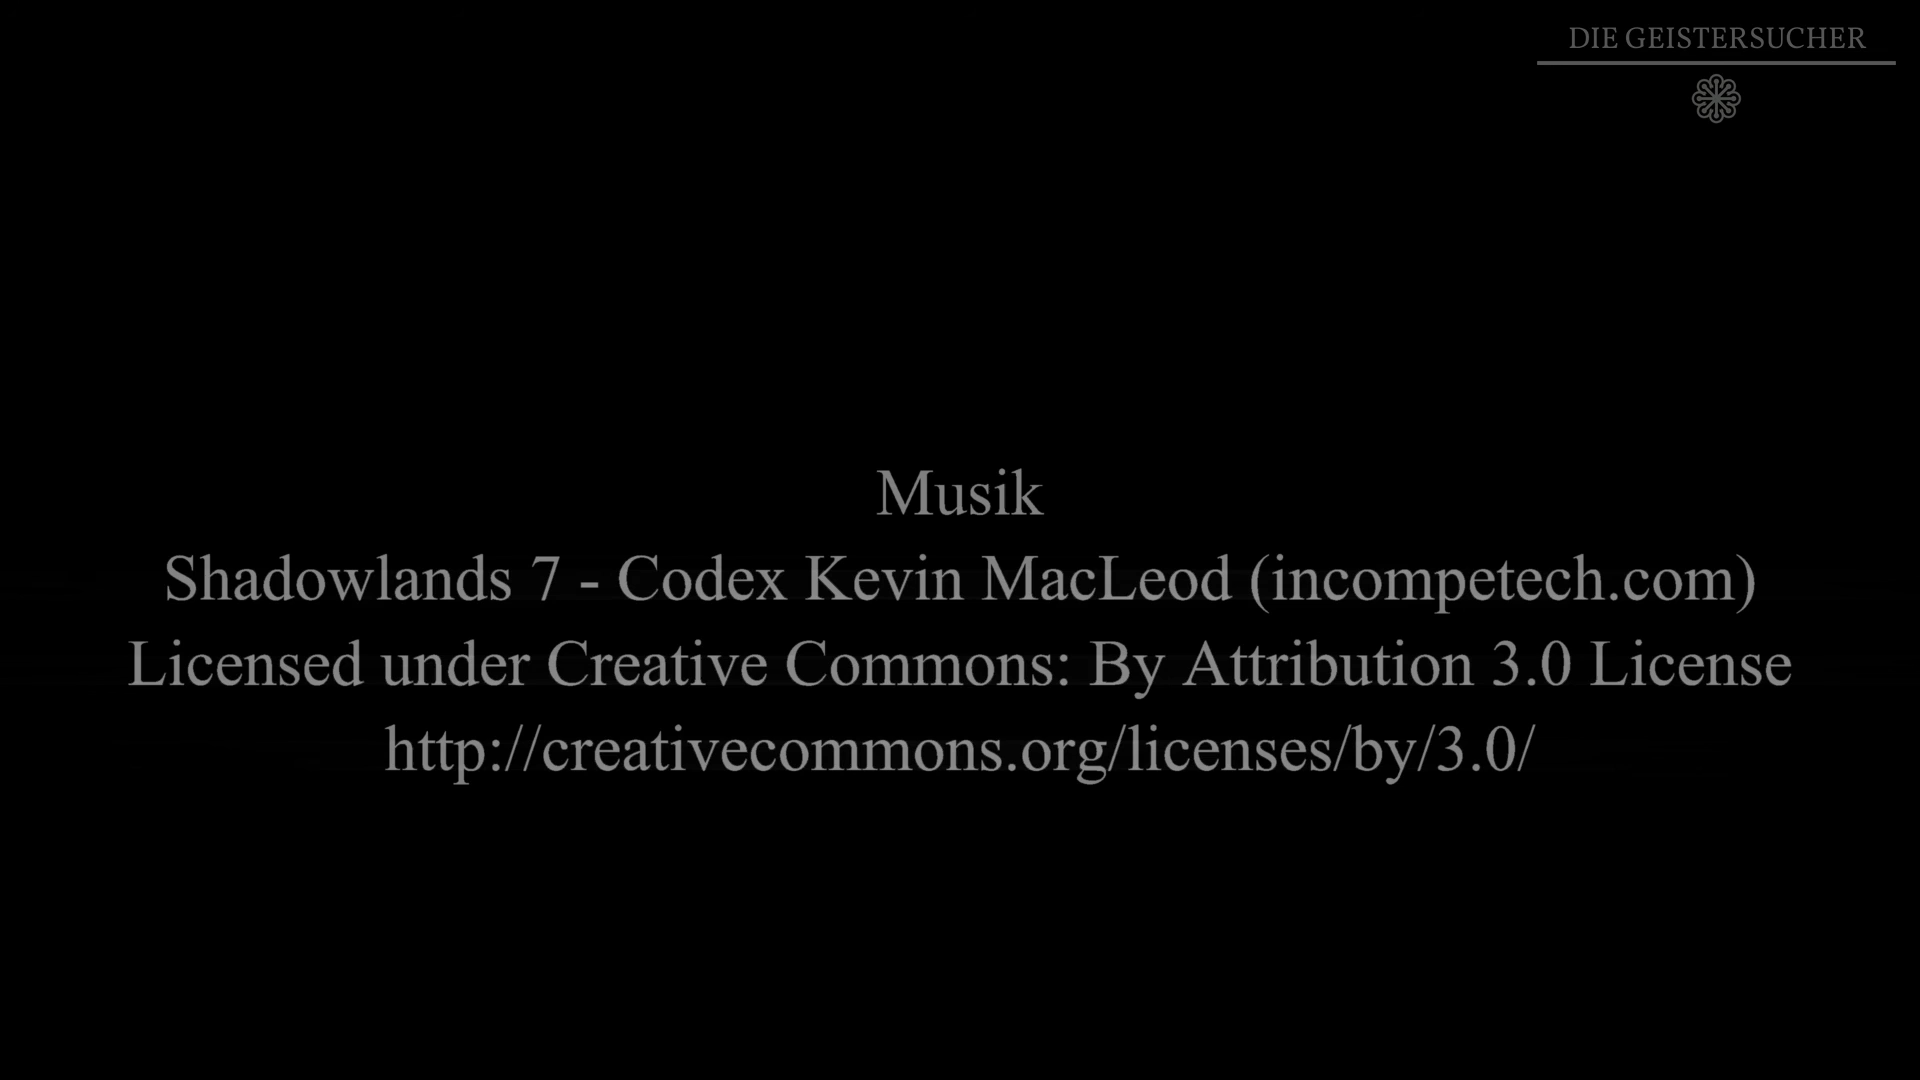 DIE GEISTERSUCHER
Musik
Shadowlands 7 - Codex Kevin MacLeod (incompetech.com)
Licensed under Creative Commons: By Attribution 3.0 License
http://creativecommons.org/licenses/by/3.0/